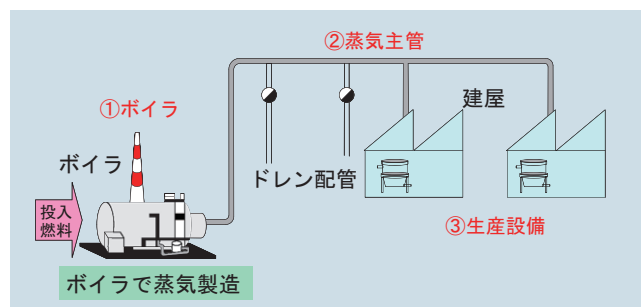 ②蒸気主管
①ボイラ
建屋
ボイラ
ドレン配管
投入
燃料
③生産設備
ボイラで蒸気製造